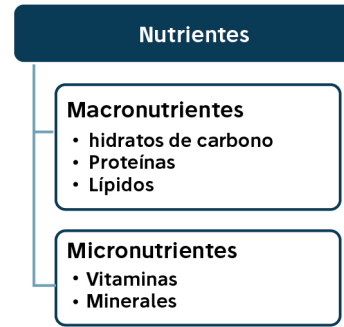 Nutrientes
Macronutrientes
• hidratos de carbono
• Proteínas
• Lípidos
Micronutrientes
• Vitaminas
• Minerales